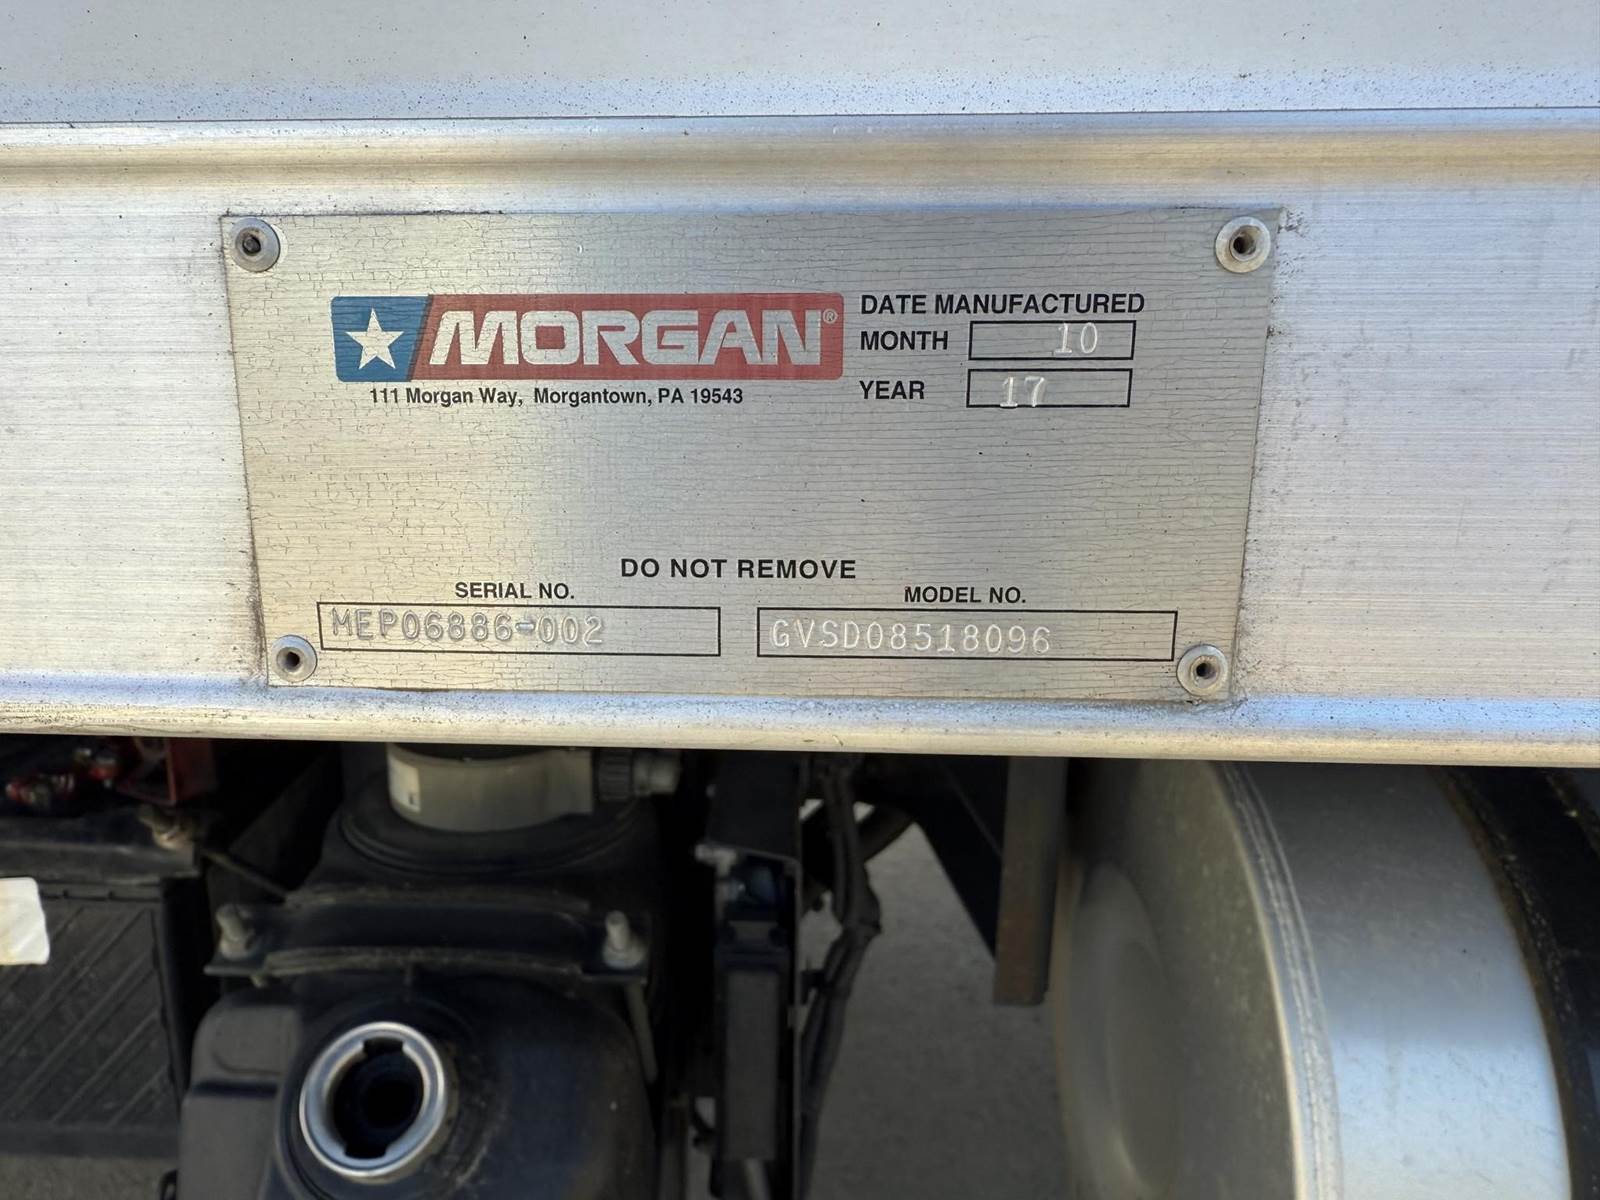 MORGAN®
111 Morgan Way, Morgantown, PA 19543
DATE MANUFACTURED
MONTH 10
YEAR 17
DO NOT REMOVE
SERIAL NO.
MEP06886-002
MODEL NO.
GVSD08518096